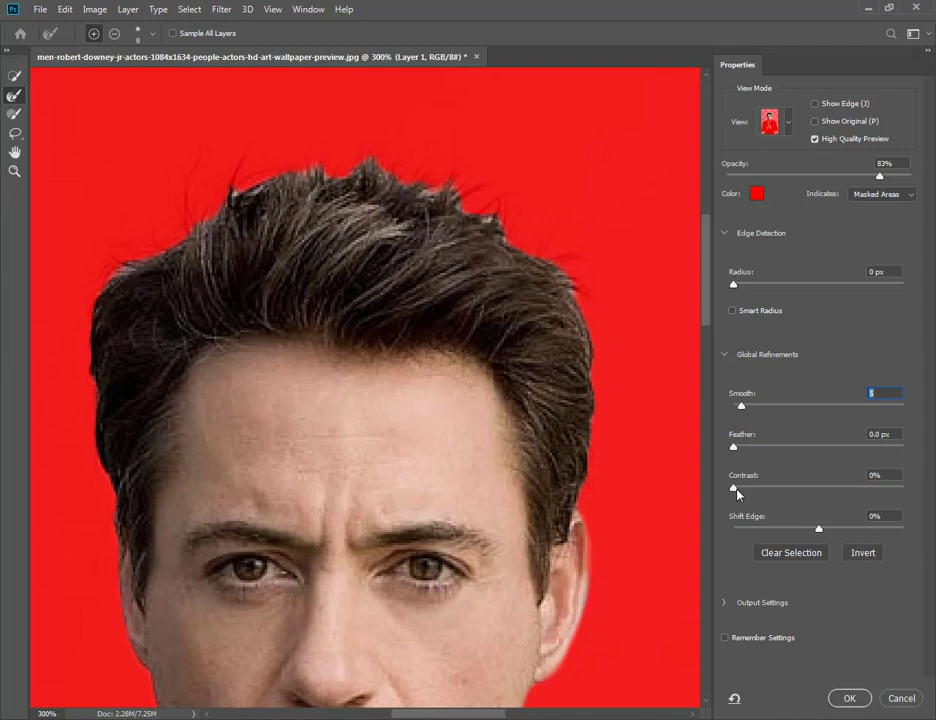 Ps File Edit Image Layer Type Select Filter 3D View Window Help
8 Sample All Layers
men-robert-downey-jr-actors-1084x1634-people-actors-hd-art-wallpaper-preview.jpg @ 300% (Layer 1, RGB/8#) * ×
Properties
View Mode
Show Edge (J)
View:
Show Original (P)
High Quality Preview
Opacity: 83%
Color: Indicates: Masked Areas
Edge Detection
Radius: 0 px
Smart Radius
Global Refinements
Smooth: 5
Feather: 0.0 px
Contrast: 0%
Shift Edge: 0%
Clear Selection Invert
Output Settings
Remember Settings
OK Cancel
300% Doc: 2.28M/7.25M